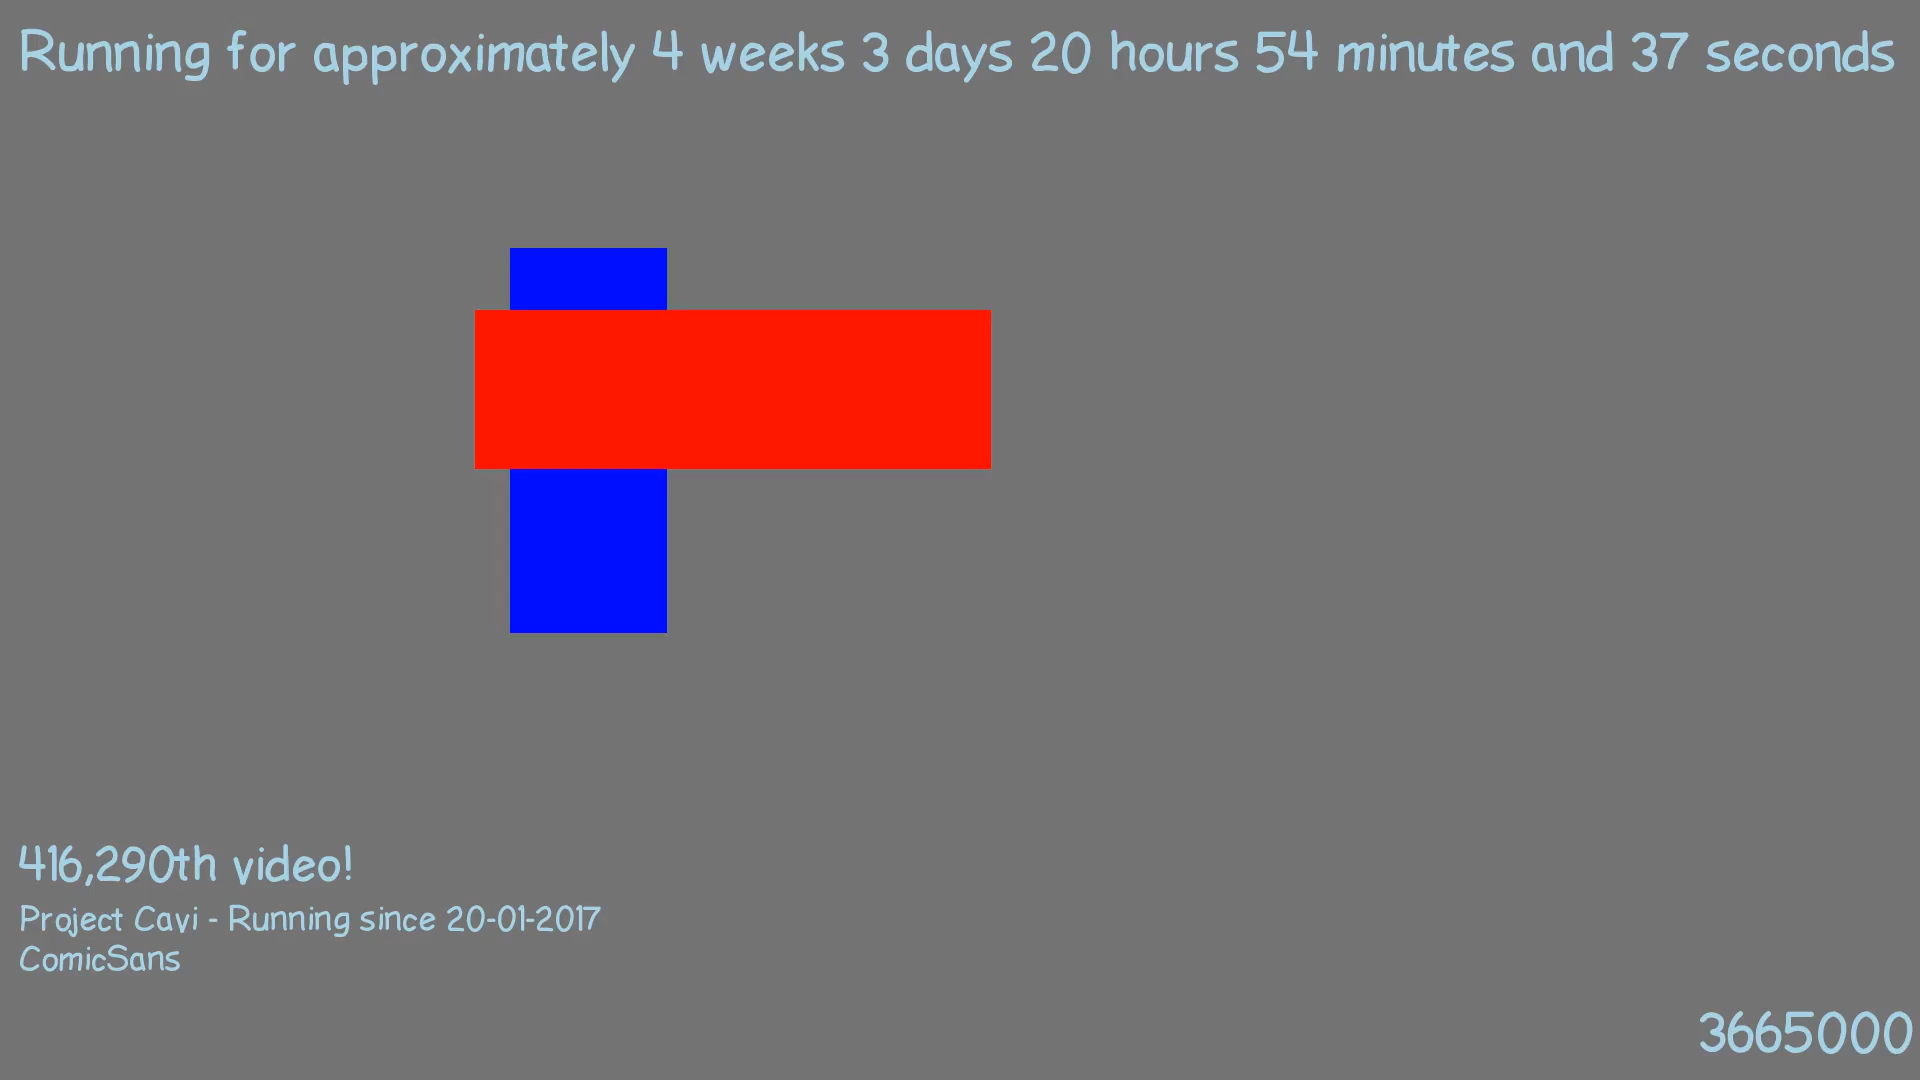 Running for approximately 4 weeks 3 days 20 hours 54 minutes and 37 seconds
416,290th video!
Project Cavi - Running since 20-01-2017
ComicSans
3665000